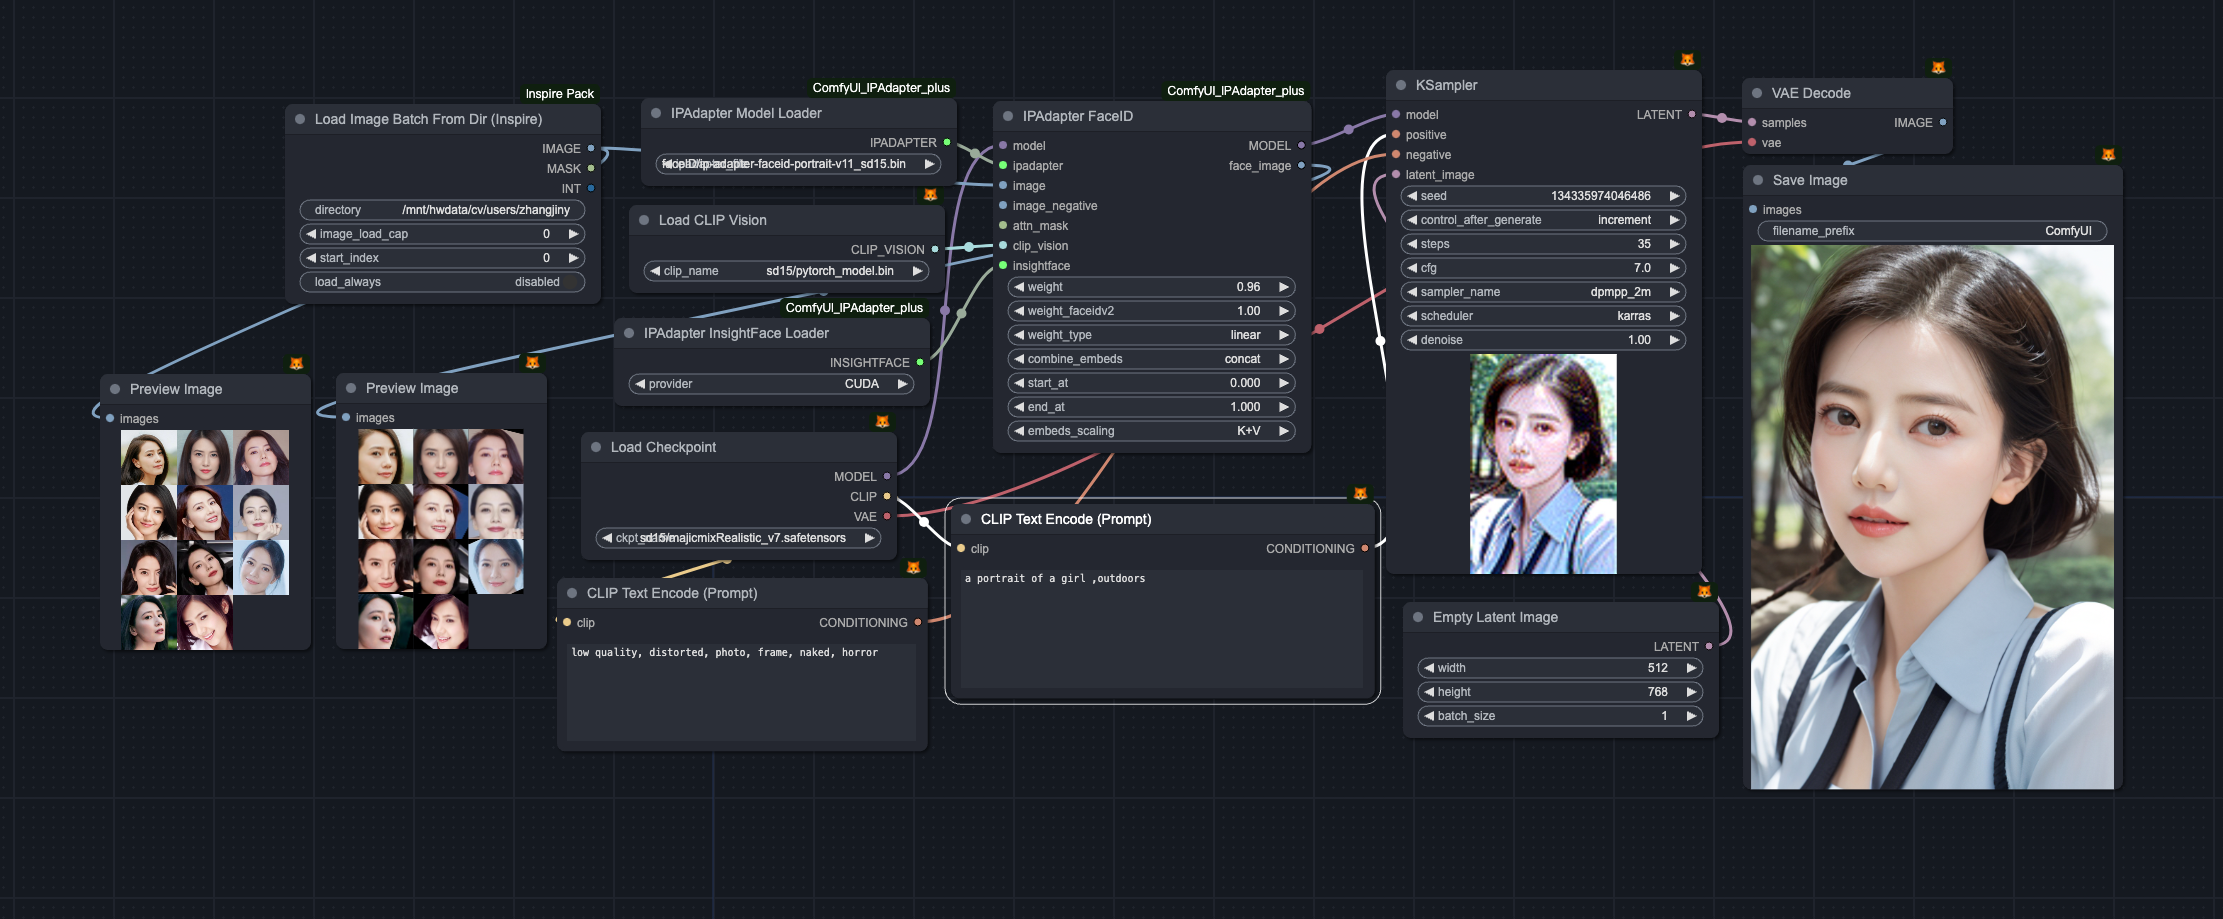 Inspire Pack
Load Image Batch From Dir (Inspire)
IMAGE
MASK
INT
directory /mnt/hwdata/cv/users/zhangjiny
image_load_cap 0
start_index 0
load_always disabled
Preview Image
images
Preview Image
images
ComfyUI_IPAdapter_plus
IPAdapter Model Loader
IPADAPTER
adapter-faceid-portrait-v11_sd15.bin
Load CLIP Vision
CLIP_VISION
clip_name sd15/pytorch_model.bin
ComfyUI_IPAdapter_plus
IPAdapter InsightFace Loader
INSIGHTFACE
provider CUDA
Load Checkpoint
MODEL
CLIP
VAE
sd15/majicmixRealistic_v7.safetensors
CLIP Text Encode (Prompt)
clip CONDITIONING
low quality, distorted, photo, frame, naked, horror
ComfyUI_IPAdapter_plus
IPAdapter FaceID
model MODEL
ipadapter face_image
image
image_negative
attn_mask
clip_vision
insightface
weight 0.96
weight_faceidv2 1.00
weight_type linear
combine_embeds concat
start_at 0.000
end_at 1.000
embeds_scaling K+V
CLIP Text Encode (Prompt)
clip CONDITIONING
a portrait of a girl ,outdoors
KSampler
model LATENT
positive
negative
latent_image
seed 134335974046486
control_after_generate increment
steps 35
cfg 7.0
sampler_name dpmpp_2m
scheduler karras
denoise 1.00
Empty Latent Image
LATENT
width 512
height 768
batch_size 1
VAE Decode
samples IMAGE
vae
Save Image
images
filename_prefix ComfyUI